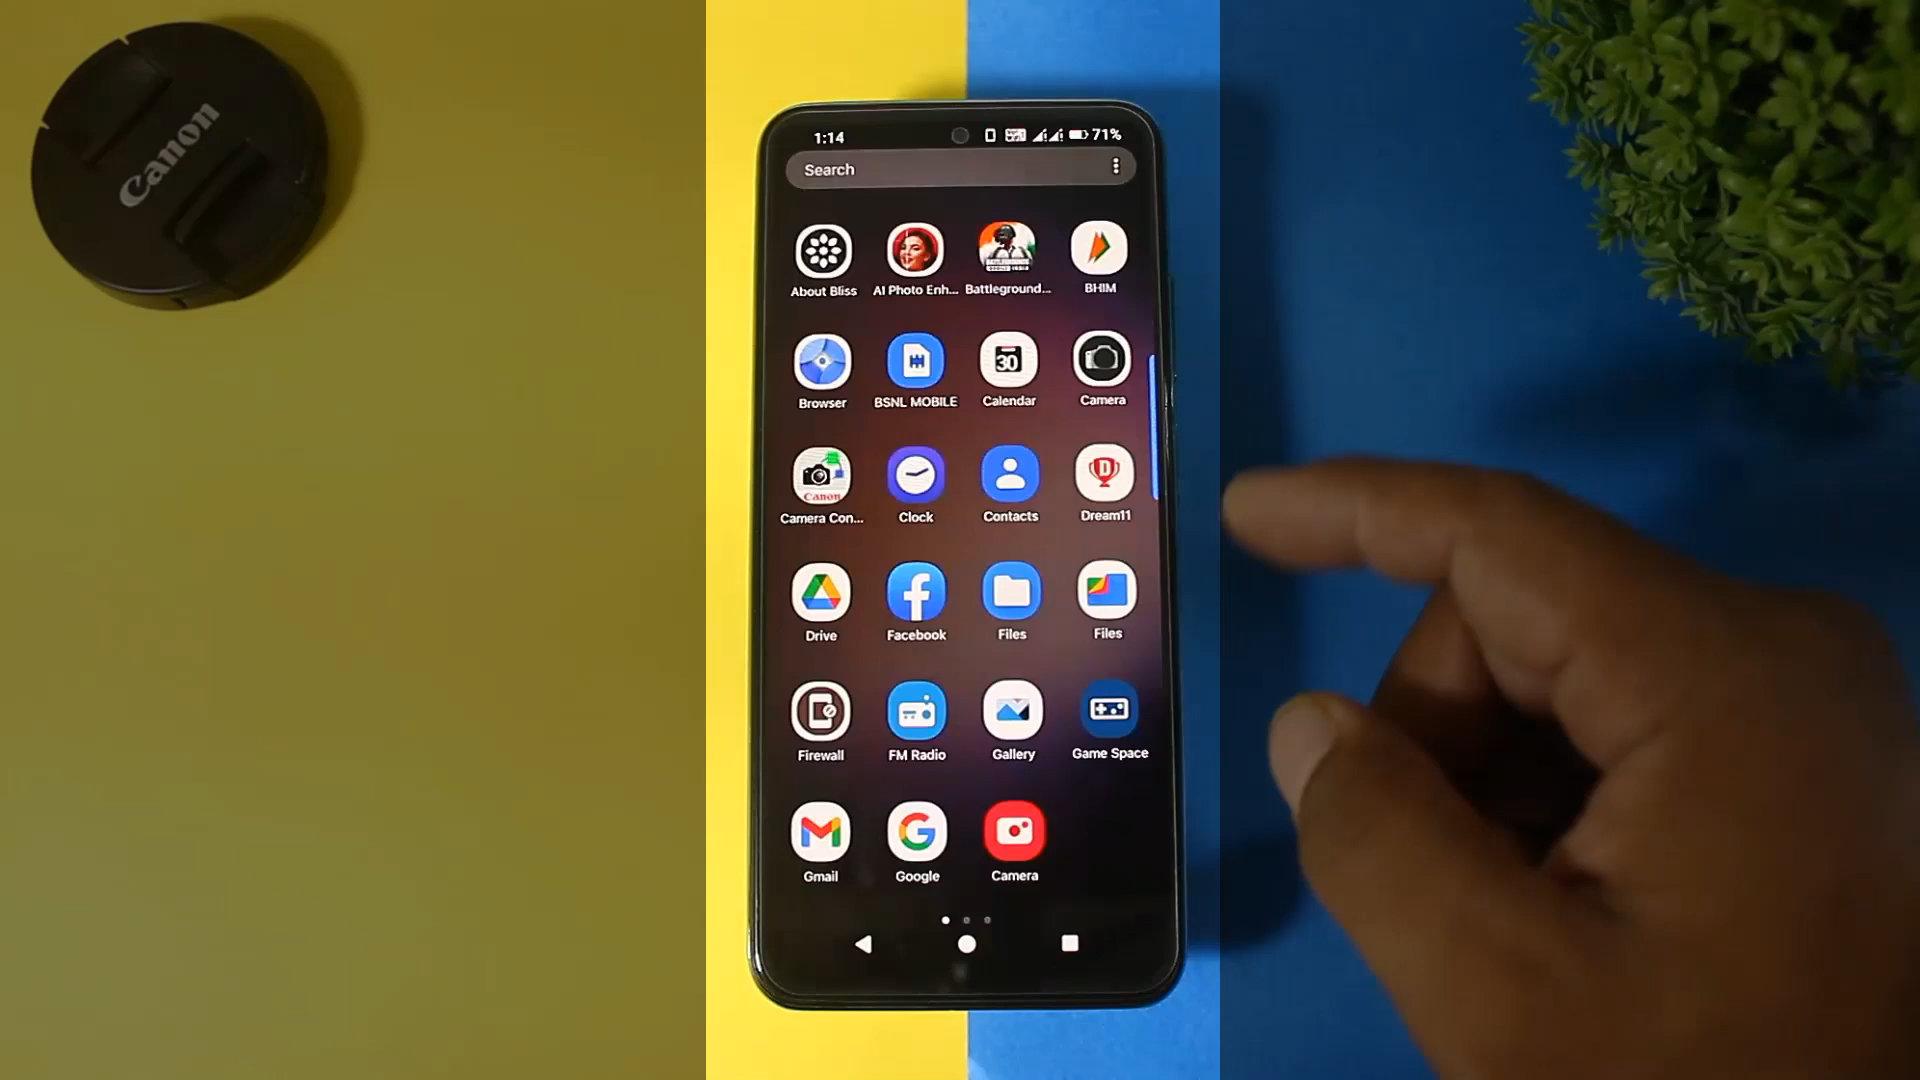 Canon
1:14
71%
Search
About Bliss
AI Photo Enh...
Battleground...
BHIM
Browser
BSNL MOBILE
30
Calendar
Camera
Canon
Camera Con...
Clock
Contacts
D
Dream11
Drive
Facebook
Files
Files
Firewall
FM Radio
Gallery
Game Space
Gmail
Google
Camera